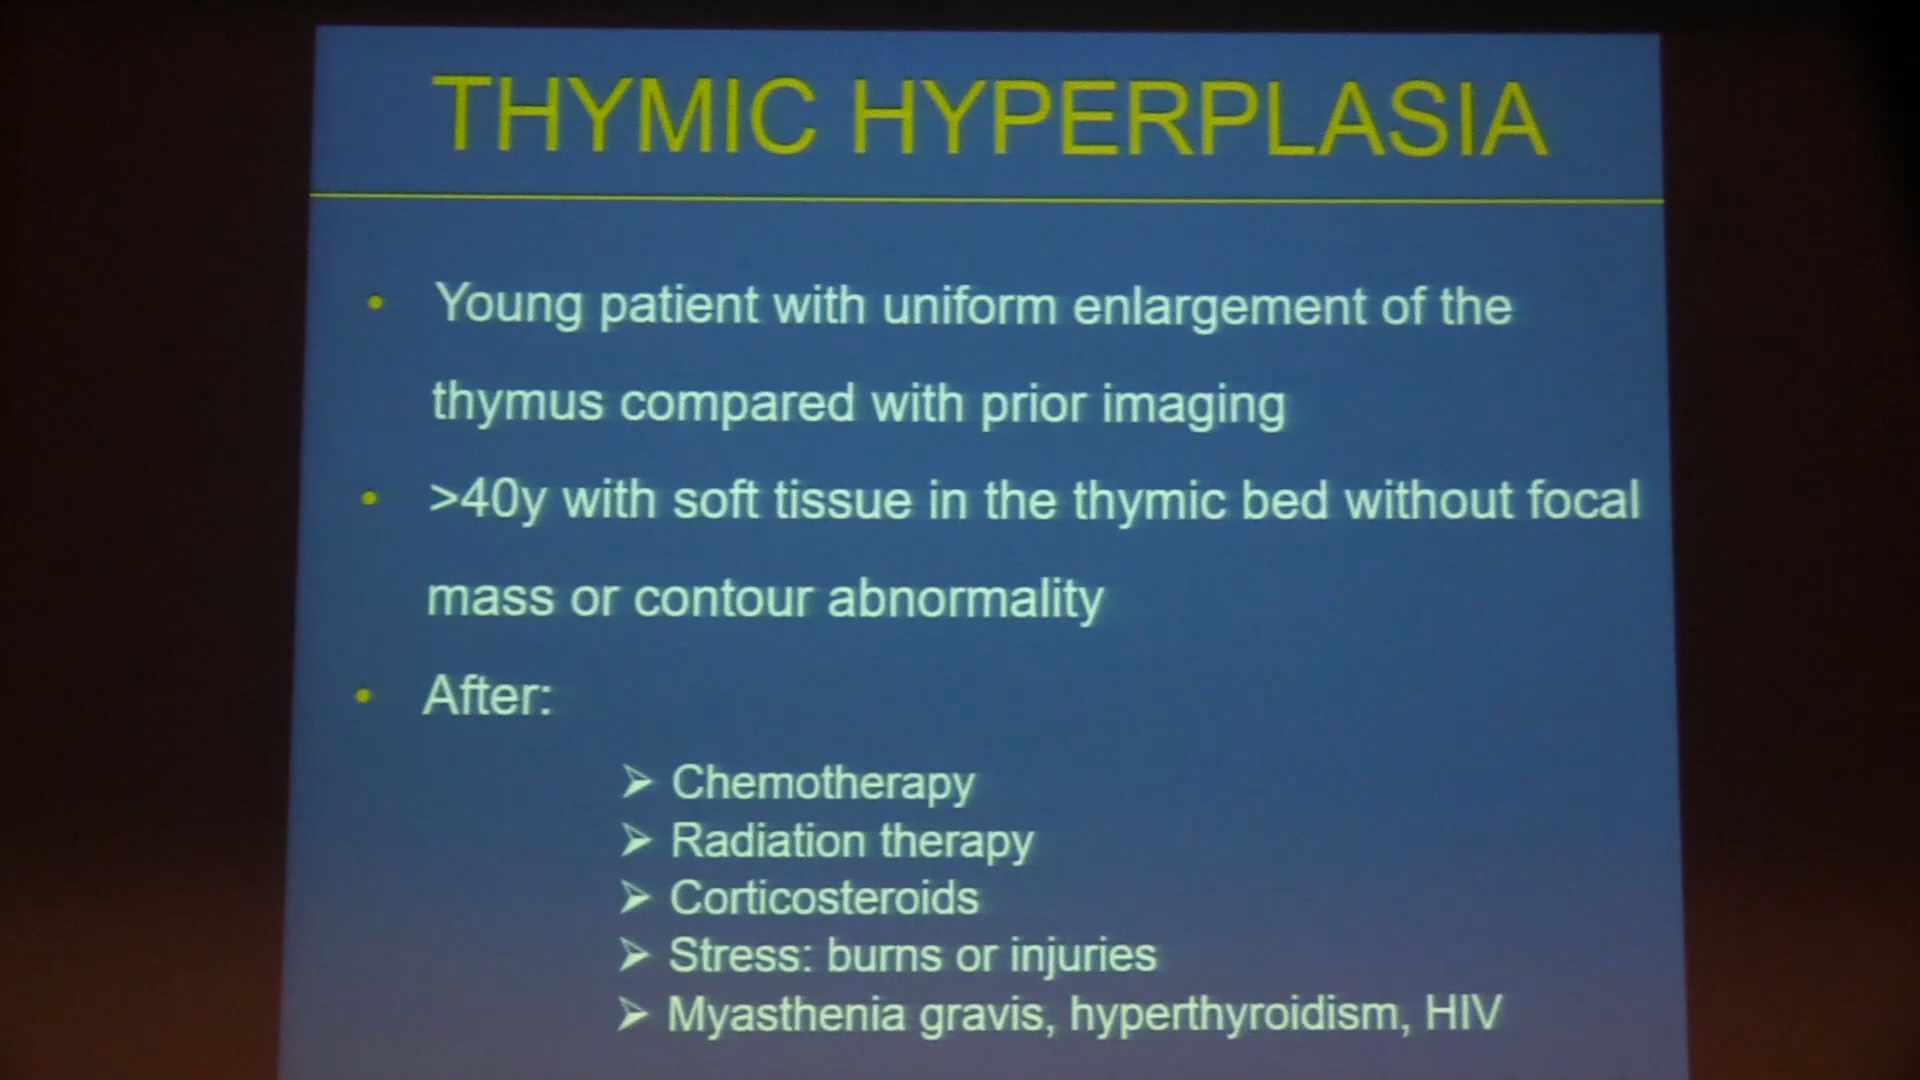 THYMIC HYPERPLASIA
• Young patient with uniform enlargement of the
thymus compared with prior imaging
• >40y with soft tissue in the thymic bed without focal
mass or contour abnormality
• After:
➢ Chemotherapy
➢ Radiation therapy
➢ Corticosteroids
➢ Stress: burns or injuries
➢ Myasthenia gravis, hyperthyroidism, HIV